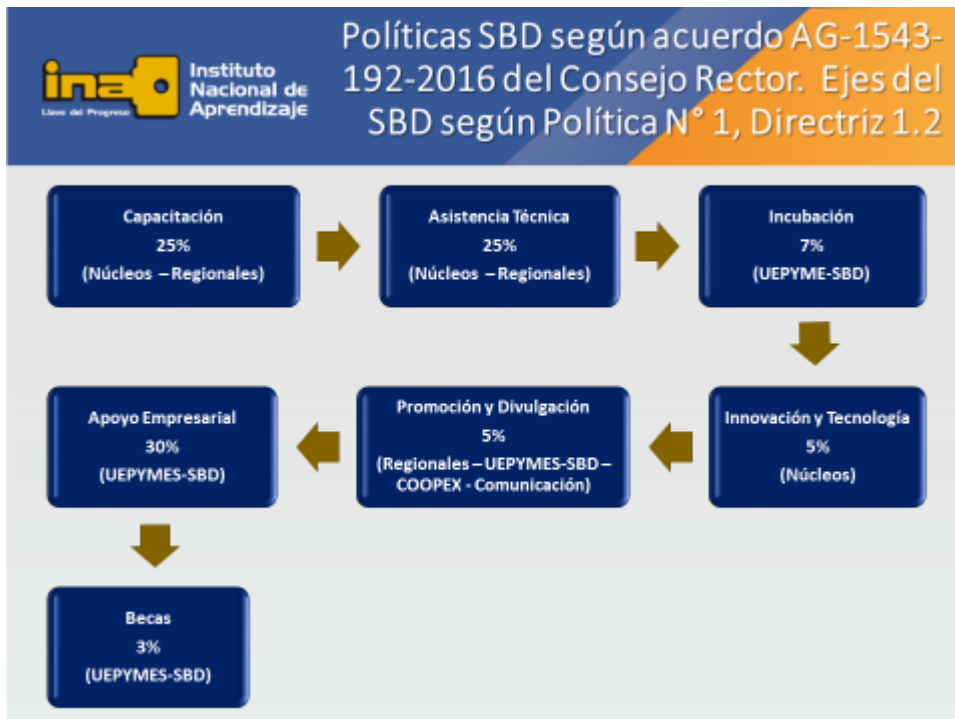 ina
Llave del Progreso
Instituto
Nacional de
Aprendizaje
Políticas SBD según acuerdo AG-1543-
192-2016 del Consejo Rector. Ejes del
SBD según Política N° 1, Directriz 1.2
Capacitación
25%
(Núcleos – Regionales)
Asistencia Técnica
25%
(Núcleos – Regionales)
Incubación
7%
(UEPYME-SBD)
Innovación y Tecnología
5%
(Núcleos)
Promoción y Divulgación
5%
(Regionales – UEPYMES-SBD –
COOPEX - Comunicación)
Apoyo Empresarial
30%
(UEPYMES-SBD)
Becas
3%
(UEPYMES-SBD)